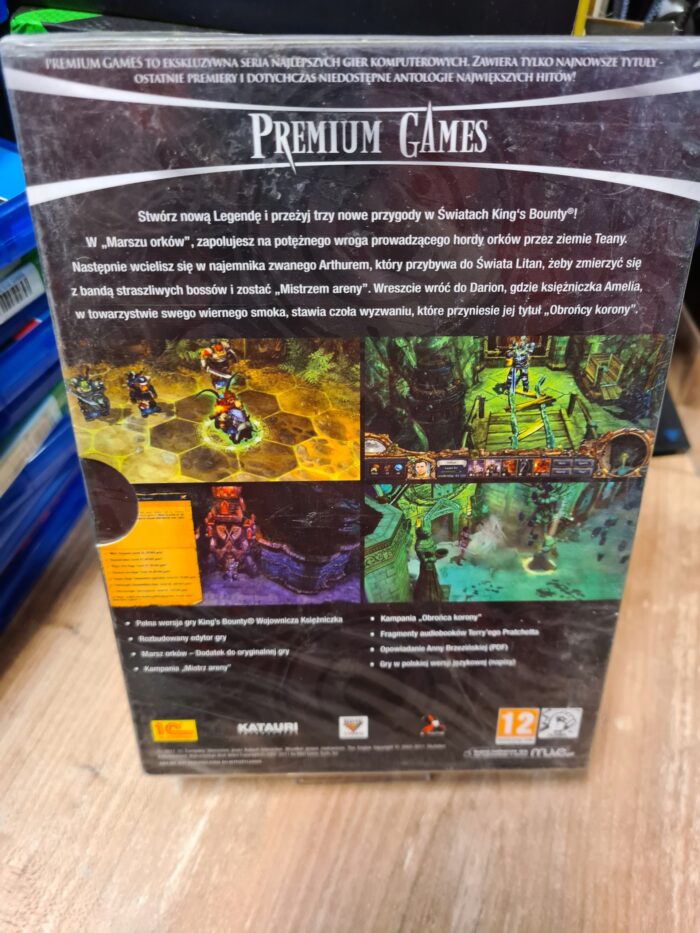 PREMIUM GAMES TO EKSKLUZYWNA SERIA NAJLEPSZYCH GIER KOMPUTEROWYCH. ZAWIERA TYLKO NAJNOWSZE TYTUŁY -
OSTATNIE PREMIERY I DOTYCHCZAS NIEDOSTĘPNE ANTOLOGIE NAJWIĘKSZYCH HITÓW!
PREMIUM GAMES
Stwórz nową Legendę i przeżyj trzy nowe przygody w Światach King's Bounty®!
W „Marszu orków”, zapolujesz na potężnego wroga prowadzącego hordy orków przez ziemie Teany.
Następnie wcielisz się w najemnika zwanego Arthurem, który przybywa do Świata Litan, żeby zmierzyć się
z bandą straszliwych bossów i zostać „Mistrzem areny”. Wreszcie wróć do Darion, gdzie księżniczka Amelia,
w towarzystwie swego wiernego smoka, stawia czoła wyzwaniu, które przyniesie jej tytuł „Obrończy korony”.
• Pełna wersja gry King's Bounty® Wojownicza Księżniczka
• Rozbudowany edytor gry
• Marsz orków – Dodatek do oryginalnej gry
• Kampania „Mistrz areny”
• Kampania „Obrońca korony”
• Fragmenty audiobooków Terry'ego Pratchetta
• Opowiadanie Anny Brzezińskiej (PDF)
• Gry w polskiej wersji językowej (napisy)
1C
KATAURI
12
muve